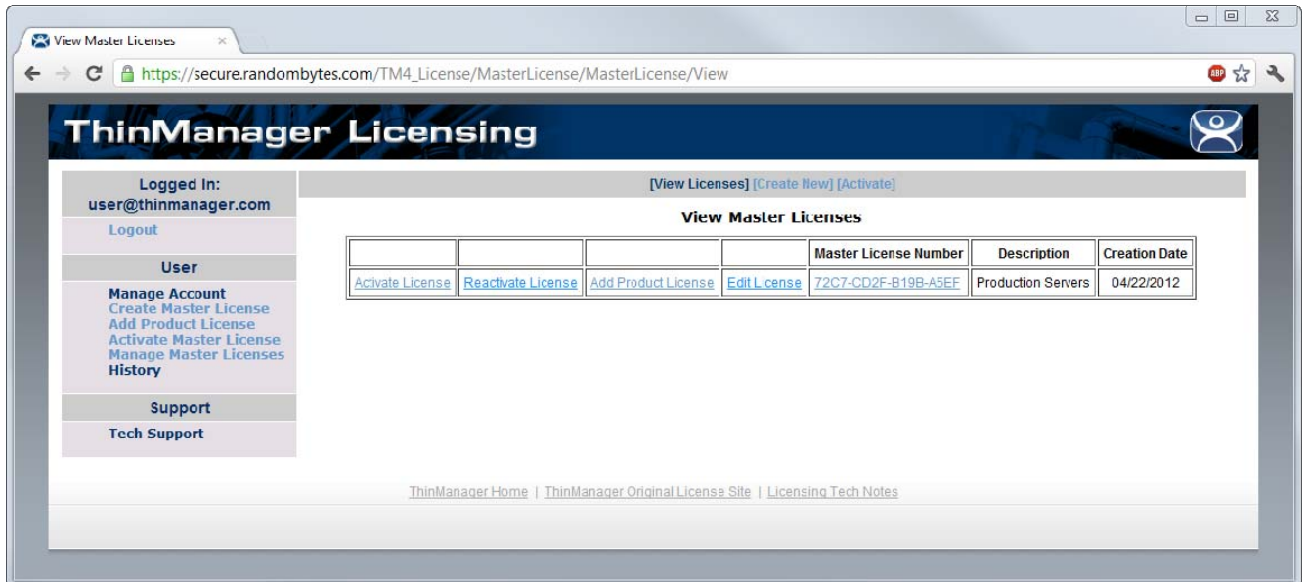 View Master Licenses
https://secure.randombytes.com/TM4_License/MasterLicense/MasterLicense/View
ABP
ThinManager Licensing
Logged In:
user@thinmanager.com
Logout
User
Manage Account
Create Master License
Add Product License
Activate Master License
Manage Master Licenses
History
Support
Tech Support
[View Licenses] [Create New] [Activate]
View Master Licenses
Master License Number Description Creation Date
Activate License Reactivate License Add Product License Edit License 72C7-CD2F-B19B-A5EF Production Servers 04/22/2012
ThinManager Home | ThinManager Original License Site | Licensing Tech Notes